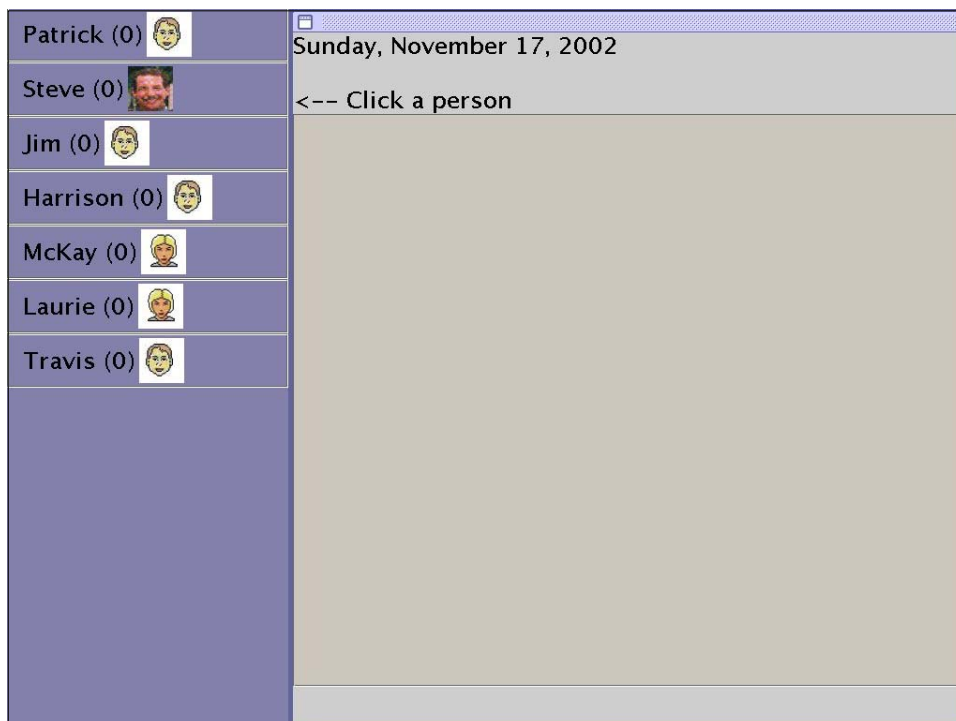 Patrick (0)
Steve (0)
Jim (0)
Harrison (0)
McKay (0)
Laurie (0)
Travis (0)
Sunday, November 17, 2002
<-- Click a person